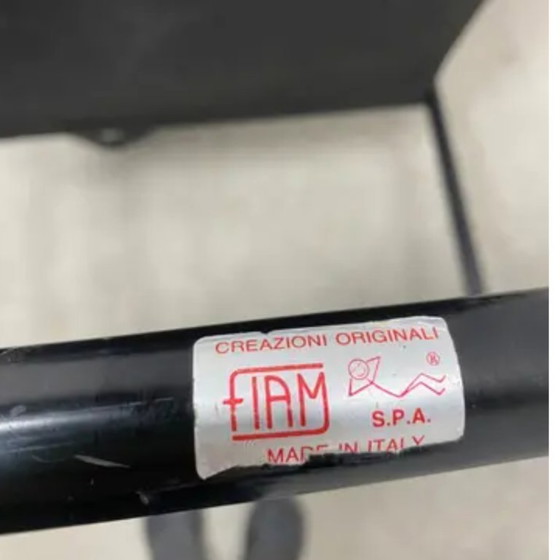 CREAZIONI ORIGINALI
fIAM ®
S.P.A.
MADE IN ITALY